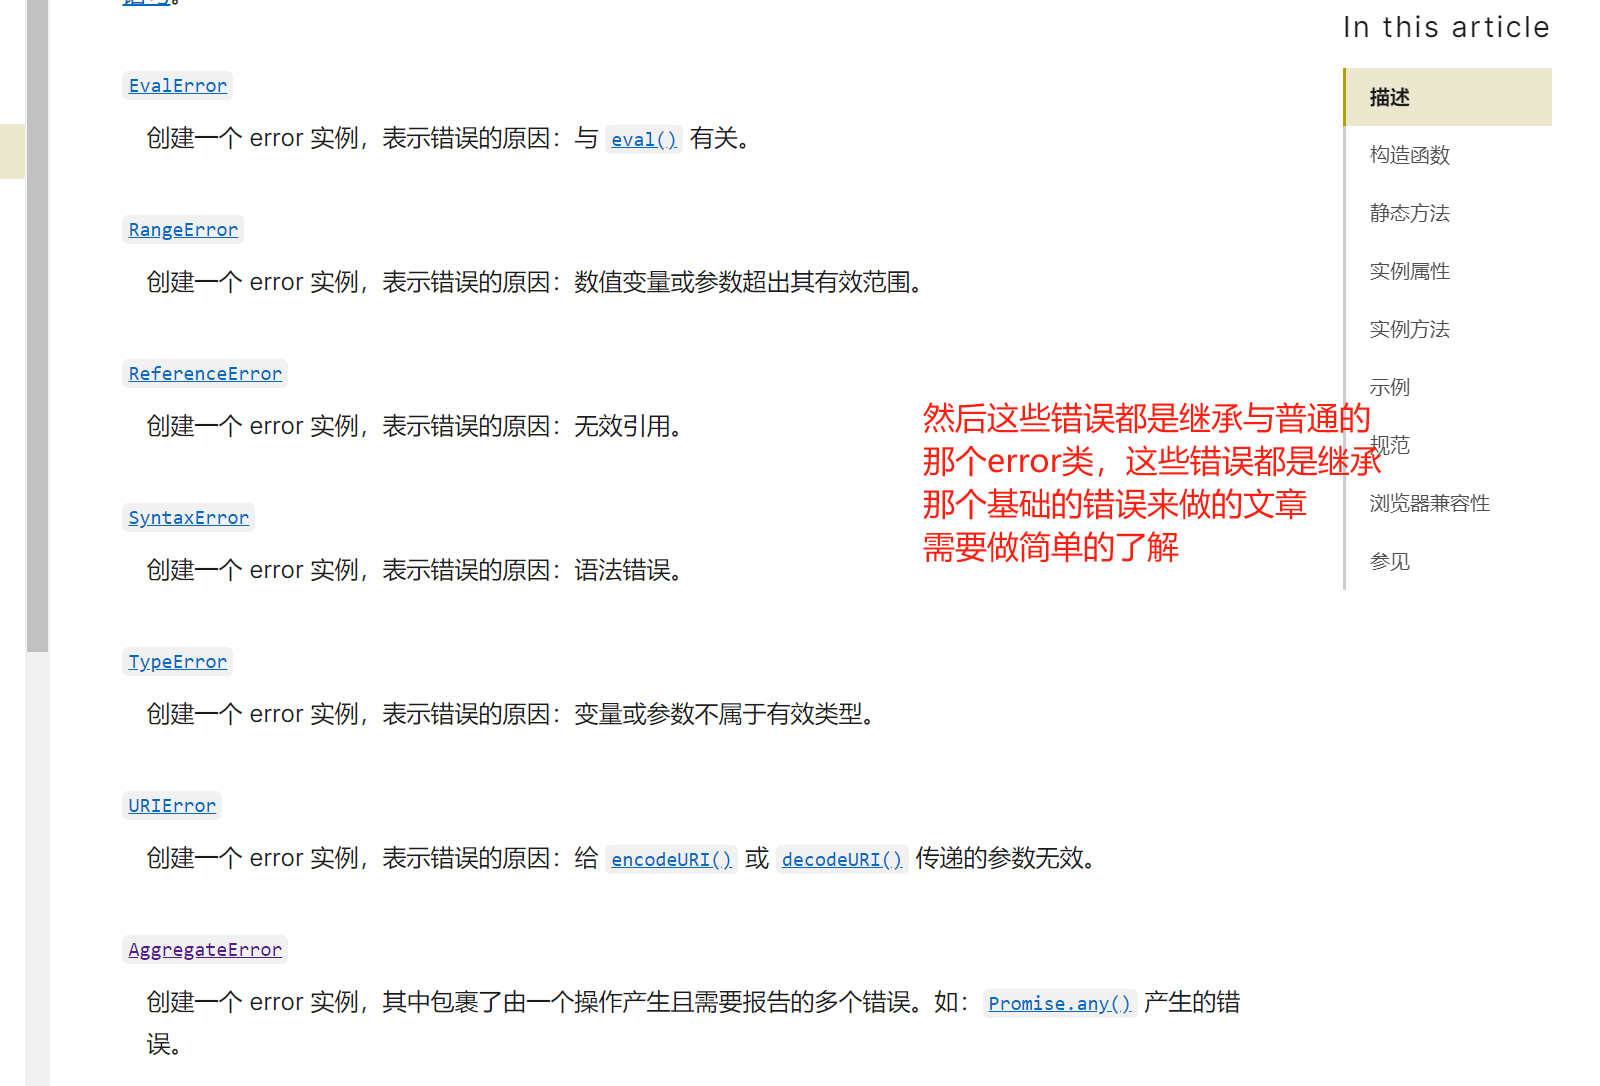 EvalError
创建一个 error 实例，表示错误的原因：与 eval() 有关。
RangeError
创建一个 error 实例，表示错误的原因：数值变量或参数超出其有效范围。
ReferenceError
创建一个 error 实例，表示错误的原因：无效引用。
SyntaxError
创建一个 error 实例，表示错误的原因：语法错误。
TypeError
创建一个 error 实例，表示错误的原因：变量或参数不属于有效类型。
URIError
创建一个 error 实例，表示错误的原因：给 encodeURI() 或 decodeURI() 传递的参数无效。
AggregateError
创建一个 error 实例，其中包裹了由一个操作产生且需要报告的多个错误。如： Promise.any() 产生的错
误。
然后这些错误都是继承与普通的
那个error类，这些错误都是继承
那个基础的错误来做的文章
需要做简单的了解
In this article
描述
构造函数
静态方法
实例属性
实例方法
示例
规范
浏览器兼容性
参见